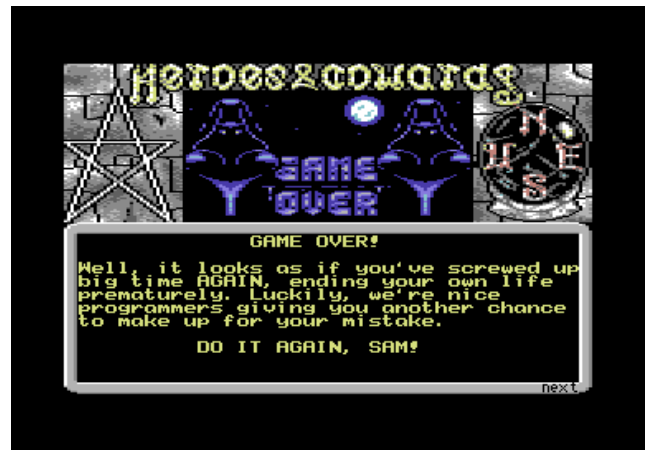 Heroes&cowards
GAME
OVER
N
W E
S
GAME OVER!
Well, it looks as if you've screwed up
big time AGAIN, ending your own life
prematurely. Luckily, we're nice
programmers giving you another chance
to make up for your mistake.
DO IT AGAIN, SAM!
next